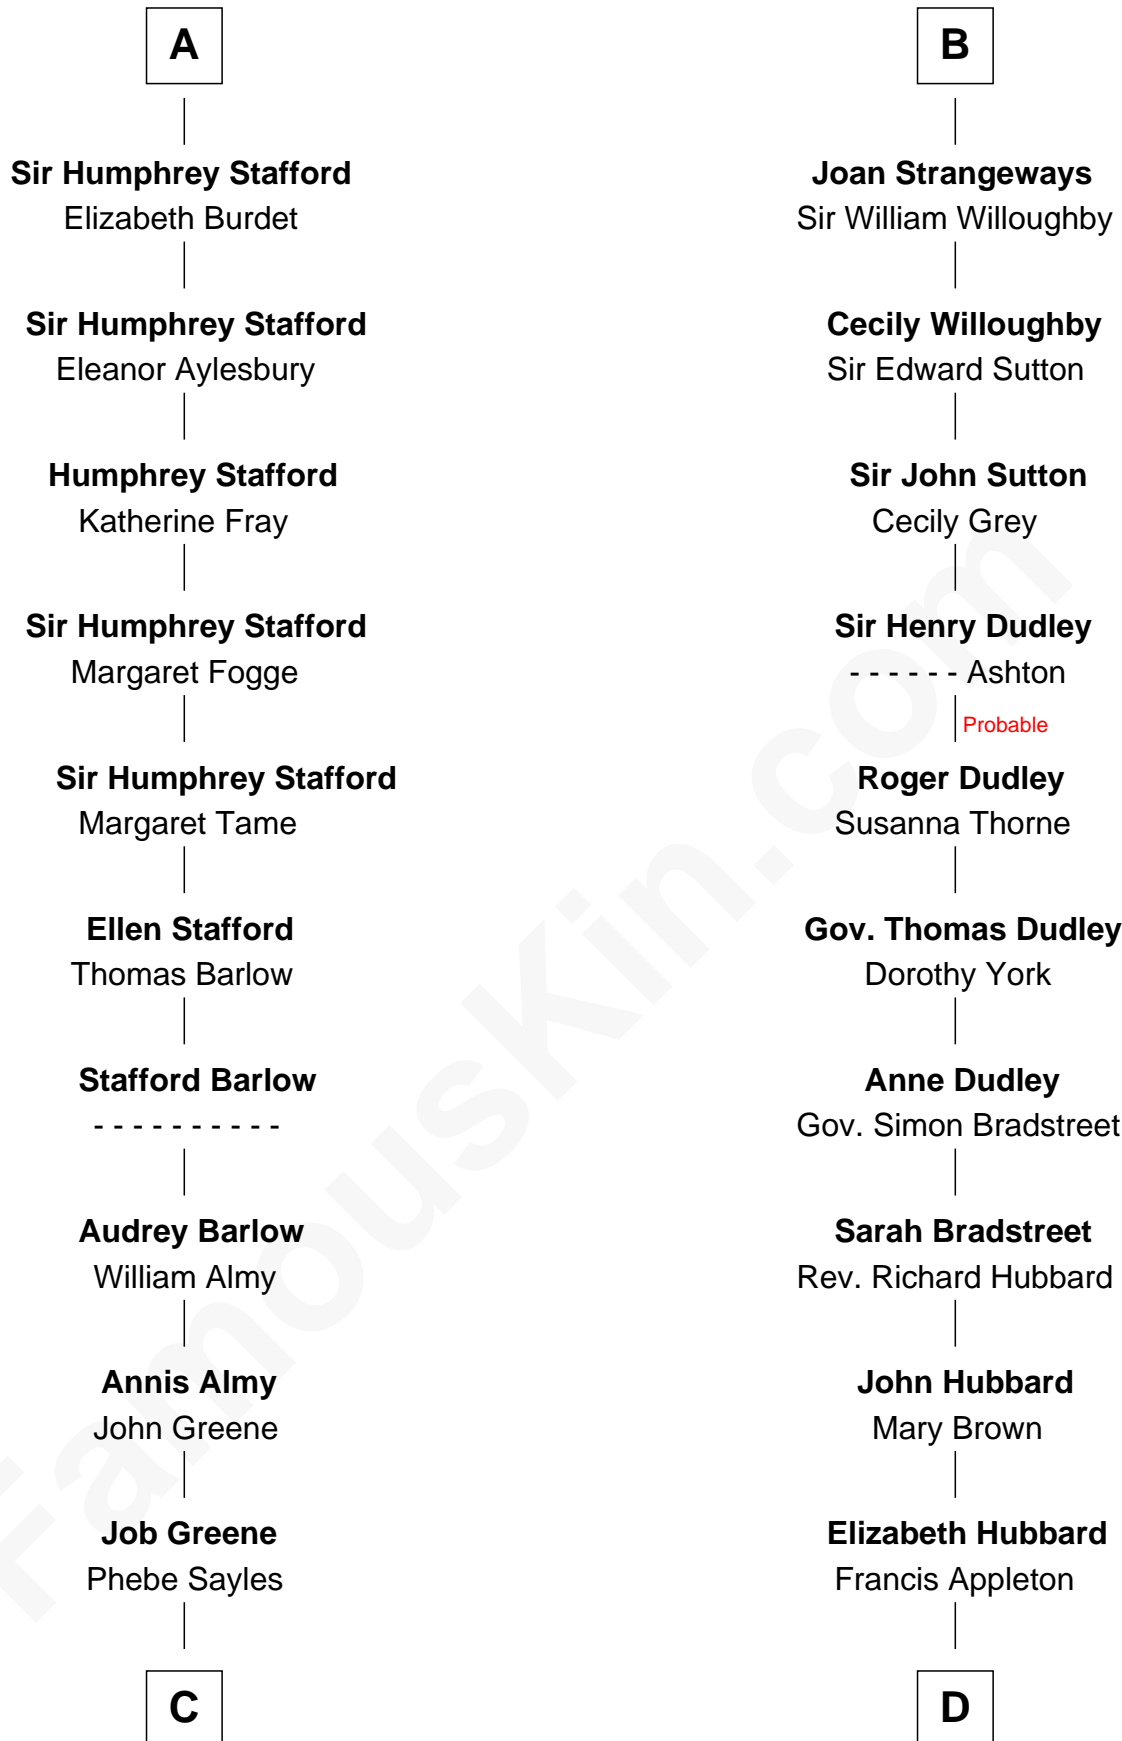 A
Sir Humphrey Stafford
Elizabeth Burdet
Sir Humphrey Stafford
Eleanor Aylesbury
Humphrey Stafford
Katherine Fray
Sir Humphrey Stafford
Margaret Fogge
Sir Humphrey Stafford
Margaret Tame
Ellen Stafford
Thomas Barlow
Stafford Barlow
- - - - - - - - - -
Audrey Barlow
William Almy
Annis Almy
John Greene
Job Greene
Phebe Sayles
C
B
Joan Strangeways
Sir William Willoughby
Cecily Willoughby
Sir Edward Sutton
Sir John Sutton
Cecily Grey
Sir Henry Dudley
- - - - - - Ashton
Probable
Roger Dudley
Susanna Thorne
Gov. Thomas Dudley
Dorothy York
Anne Dudley
Gov. Simon Bradstreet
Sarah Bradstreet
Rev. Richard Hubbard
John Hubbard
Mary Brown
Elizabeth Hubbard
Francis Appleton
D
FamousKin.com